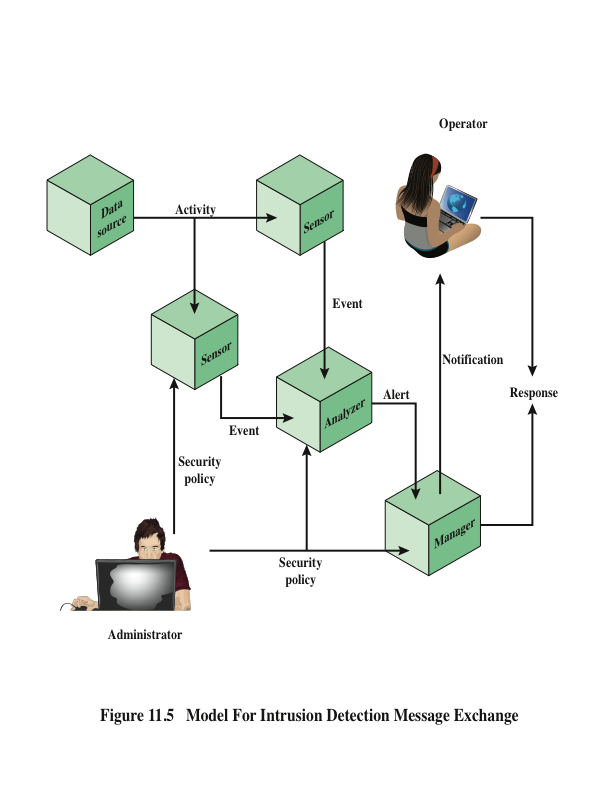 Operator
Data
source
Activity
Sensor
Event
Sensor
Notification
Analyzer
Alert
Response
Event
Security
policy
Manager
Security
policy
Administrator
Figure 11.5 Model For Intrusion Detection Message Exchange